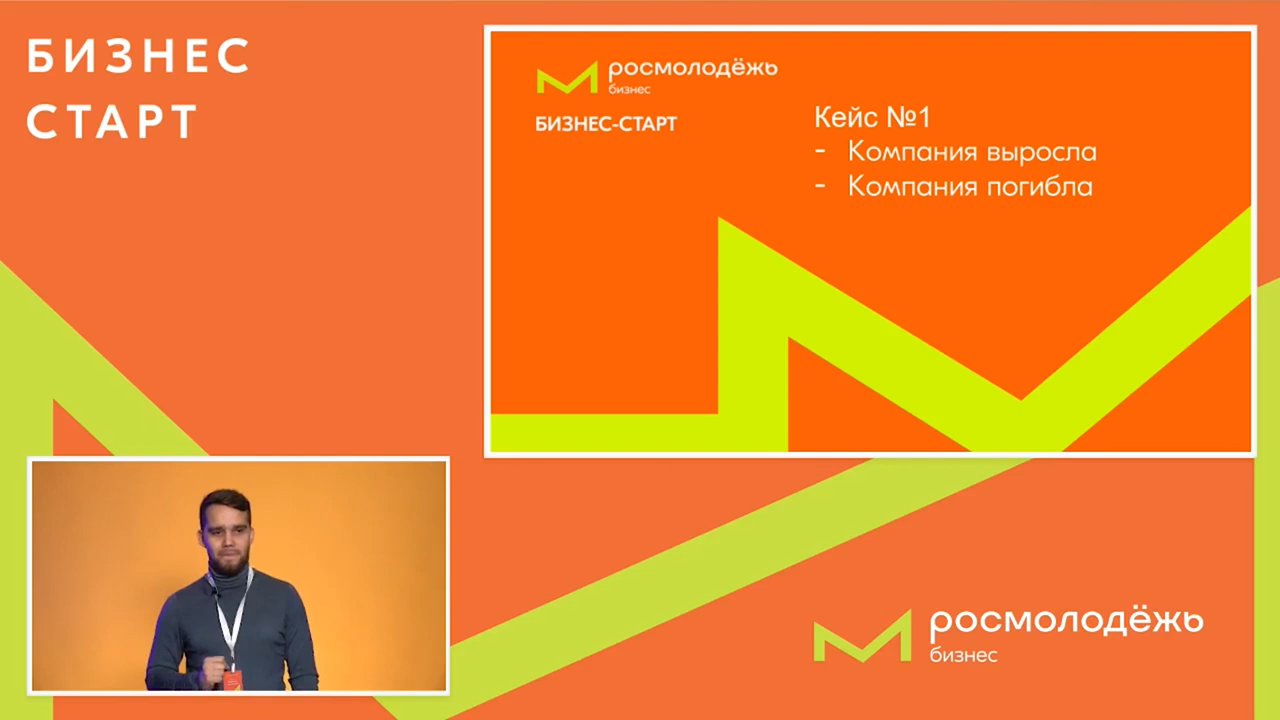 БИЗНЕС
СТАРТ
росмолодёжь
бизнес
БИЗНЕС-СТАРТ
Кейс №1
- Компания выросла
- Компания погибла
росмолодёжь
бизнес